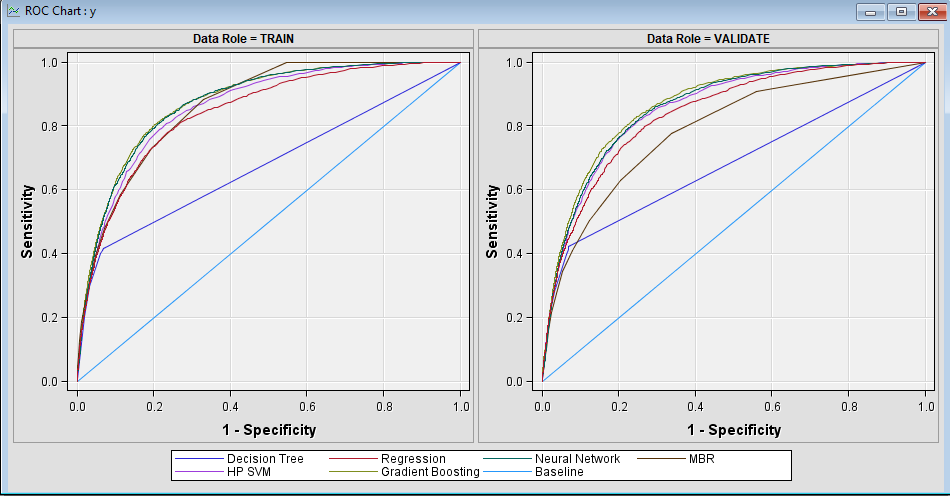 ROC Chart : y
Data Role = TRAIN
Data Role = VALIDATE
1.0
0.8
0.6
0.4
0.2
0.0
Sensitivity
0.0 0.2 0.4 0.6 0.8 1.0
1 - Specificity
1.0
0.8
0.6
0.4
0.2
0.0
Sensitivity
0.0 0.2 0.4 0.6 0.8 1.0
1 - Specificity
Decision Tree Regression Neural Network MBR
HP SVM Gradient Boosting Baseline